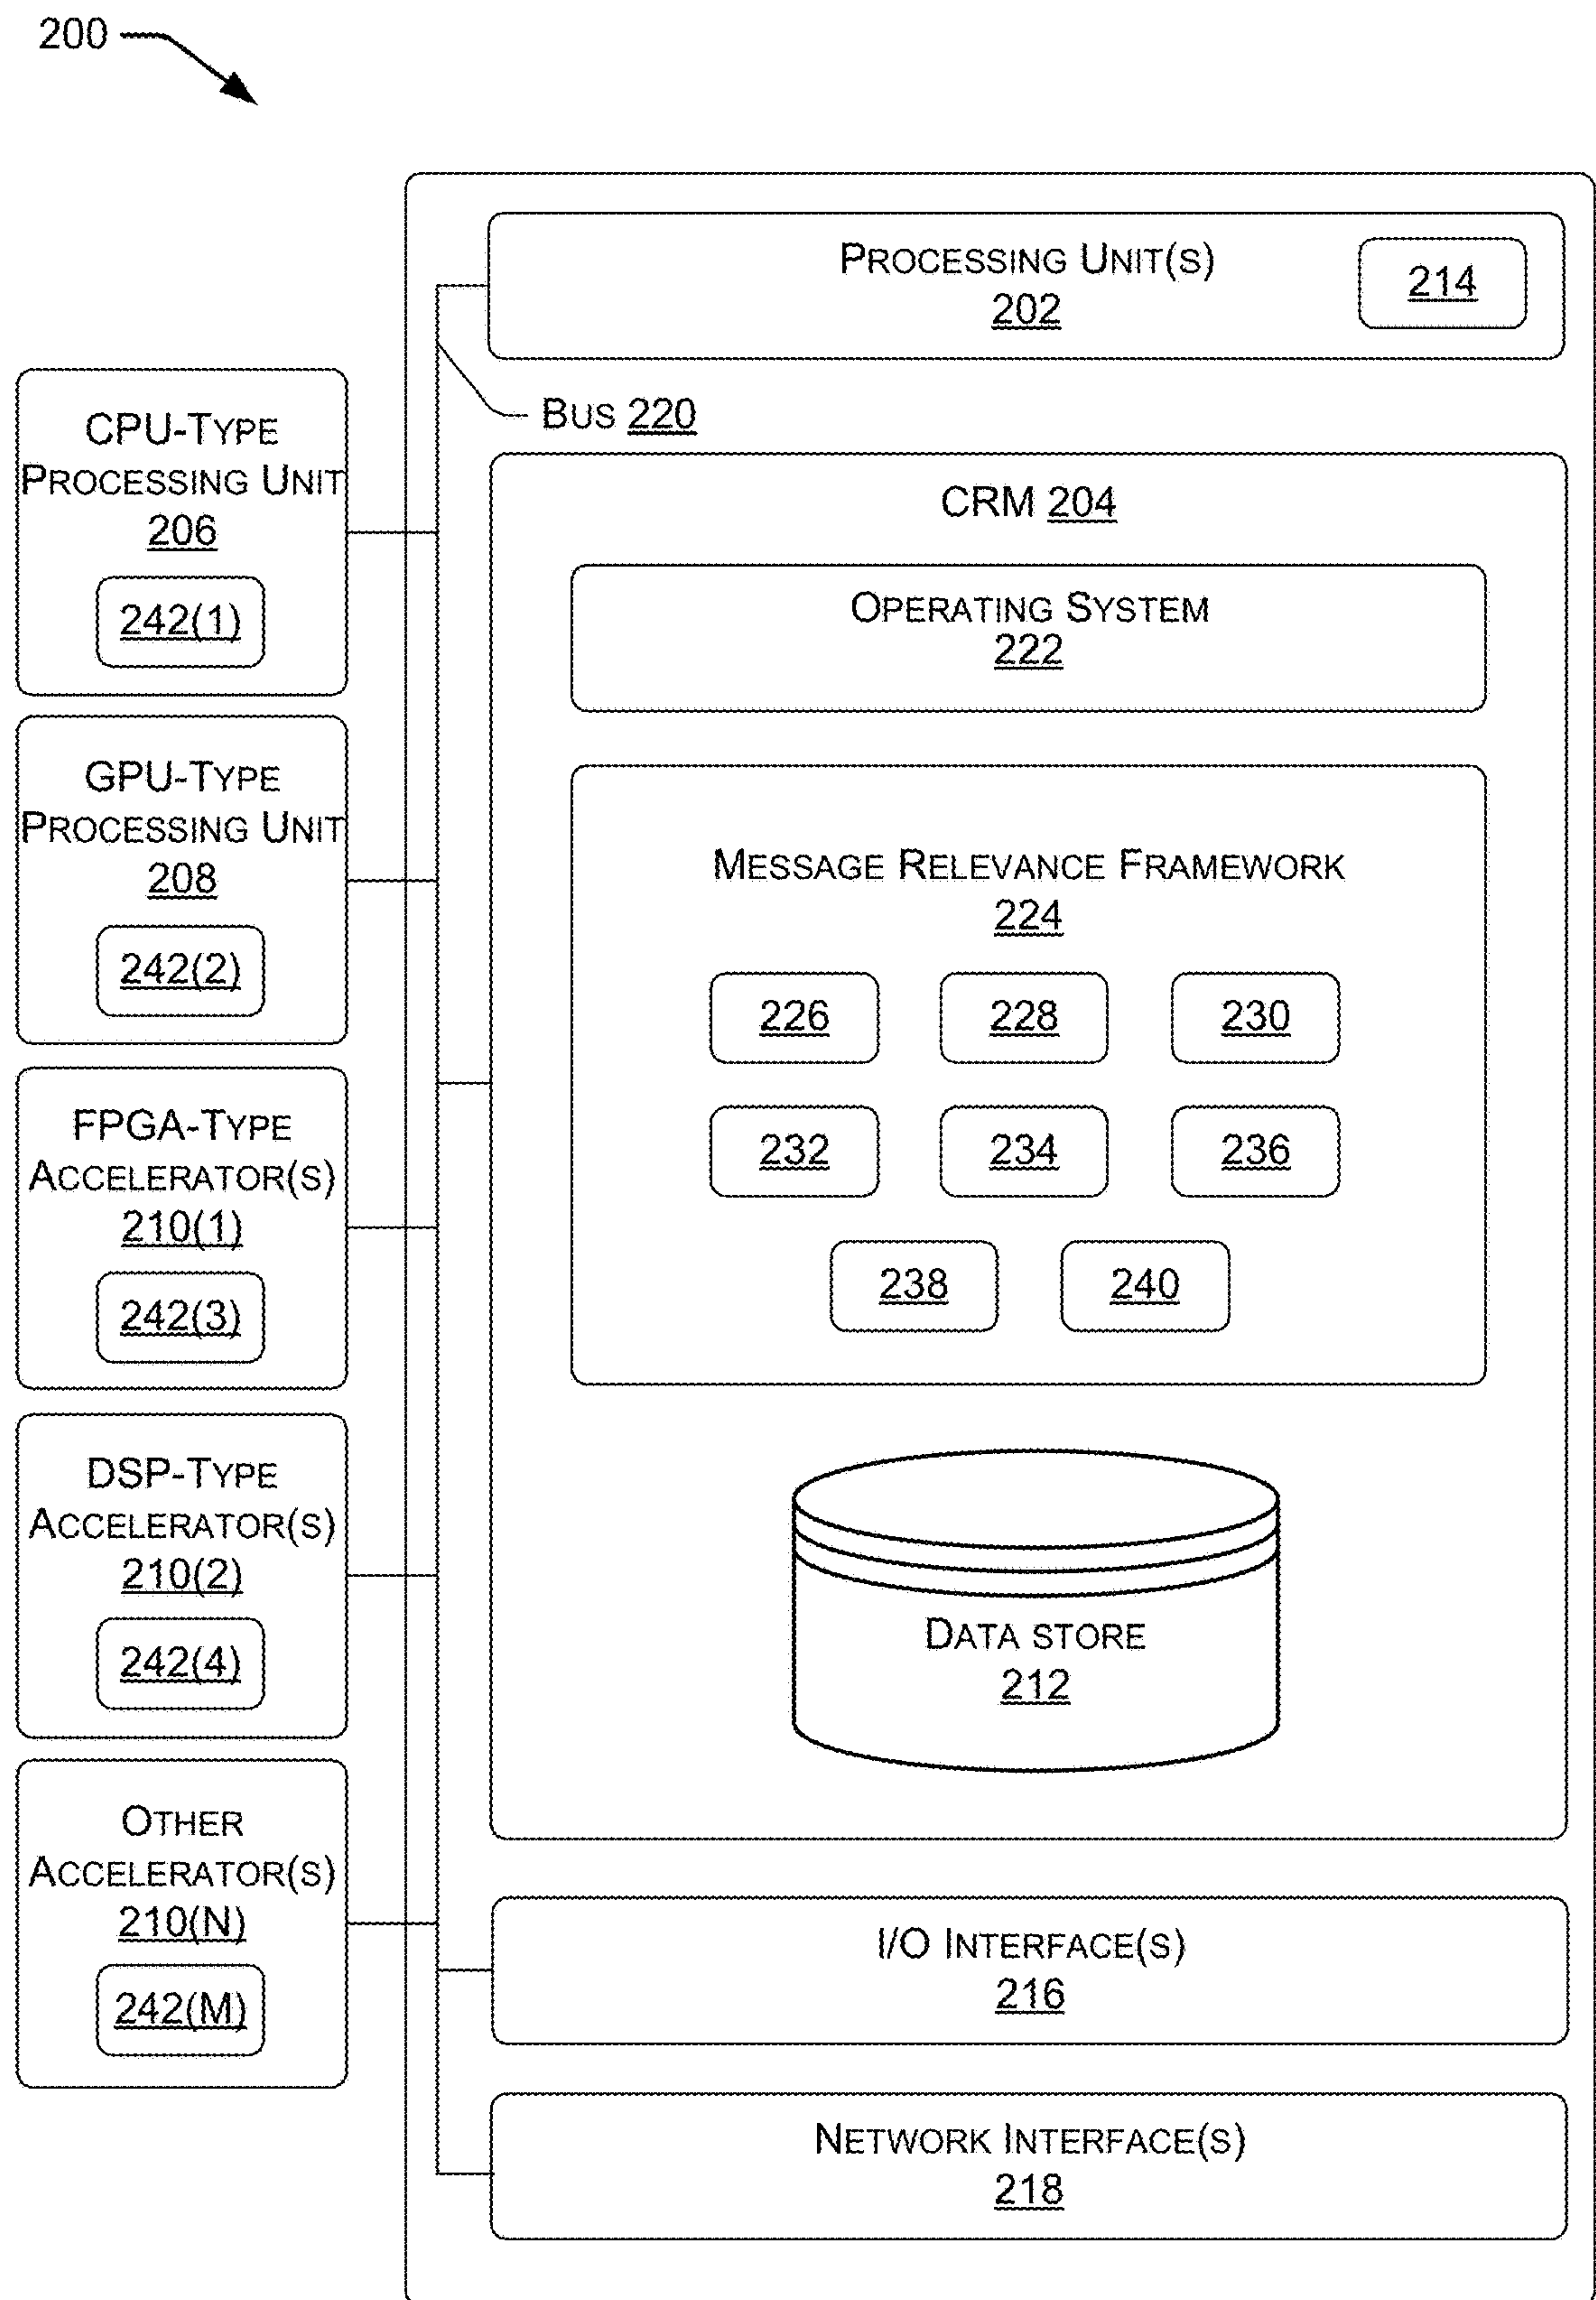 200
PROCESSING UNIT(S)
202
214
BUS 220
CPU-TYPE
PROCESSING UNIT
206
242(1)
GPU-TYPE
PROCESSING UNIT
208
242(2)
FPGA-TYPE
ACCELERATOR(S)
210(1)
242(3)
DSP-TYPE
ACCELERATOR(S)
210(2)
242(4)
OTHER
ACCELERATOR(S)
210(N)
242(M)
CRM 204
OPERATING SYSTEM
222
MESSAGE RELEVANCE FRAMEWORK
224
226 228 230
232 234 236
238 240
DATA STORE
212
I/O INTERFACE(S)
216
NETWORK INTERFACE(S)
218